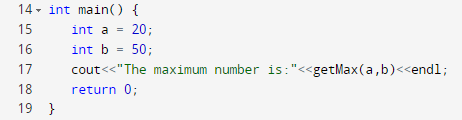 14 int main() {
15 int a = 20;
16 int b = 50;
17 cout<<"The maximum number is:"<<getMax(a,b)<<endl;
18 return 0;
19 }